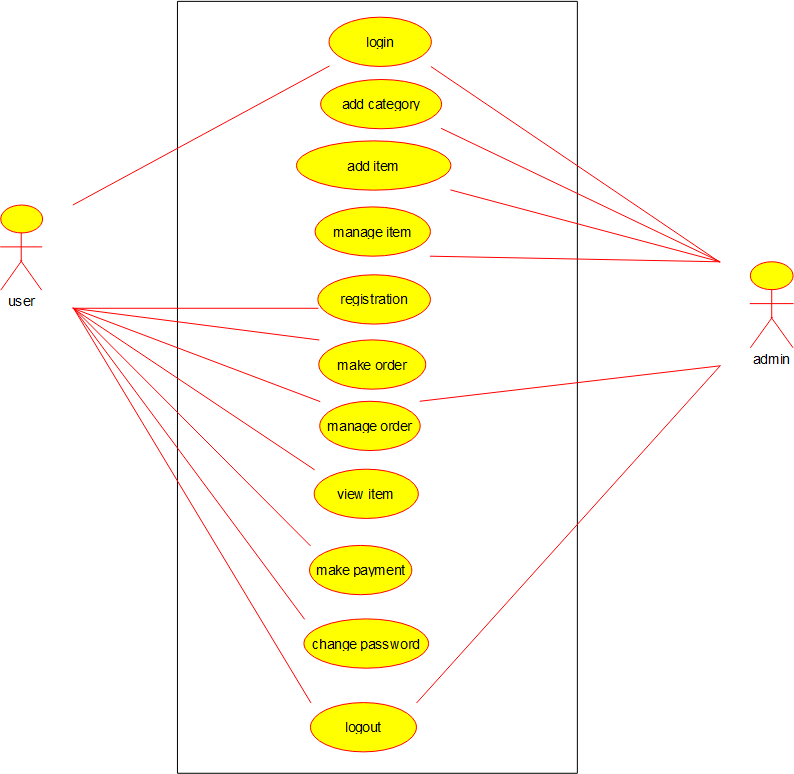 login
add category
add item
manage item
registration
make order
manage order
view item
make payment
change password
logout
user
admin